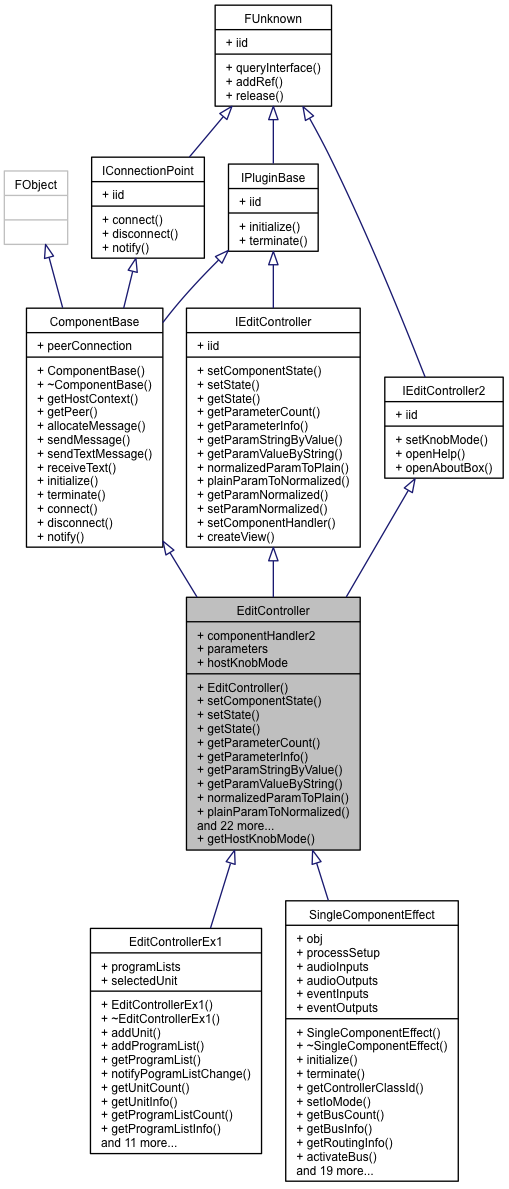 FUnknown
+ iid
+ queryInterface()
+ addRef()
+ release()
IConnectionPoint
+ iid
+ connect()
+ disconnect()
+ notify()
IPluginBase
+ iid
+ initialize()
+ terminate()
FObject
ComponentBase
+ peerConnection
+ ComponentBase()
+ ~ComponentBase()
+ getHostContext()
+ getPeer()
+ allocateMessage()
+ sendMessage()
+ sendTextMessage()
+ receiveText()
+ initialize()
+ terminate()
+ connect()
+ disconnect()
+ notify()
IEditController
+ iid
+ setComponentState()
+ setState()
+ getState()
+ getParameterCount()
+ getParameterInfo()
+ getParamStringByValue()
+ getParamValueByString()
+ normalizedParamToPlain()
+ plainParamToNormalized()
+ getParamNormalized()
+ setParamNormalized()
+ setComponentHandler()
+ createView()
IEditController2
+ iid
+ setKnobMode()
+ openHelp()
+ openAboutBox()
EditController
+ componentHandler2
+ parameters
+ hostKnobMode
+ EditController()
+ setComponentState()
+ setState()
+ getState()
+ getParameterCount()
+ getParameterInfo()
+ getParamStringByValue()
+ getParamValueByString()
+ normalizedParamToPlain()
+ plainParamToNormalized()
and 22 more...
+ getHostKnobMode()
EditControllerEx1
+ programLists
+ selectedUnit
+ EditControllerEx1()
+ ~EditControllerEx1()
+ addUnit()
+ addProgramList()
+ getProgramList()
+ notifyPogramListChange()
+ getUnitCount()
+ getUnitInfo()
+ getProgramListCount()
+ getProgramListInfo()
and 11 more...
SingleComponentEffect
+ obj
+ processSetup
+ audioInputs
+ audioOutputs
+ eventInputs
+ eventOutputs
+ SingleComponentEffect()
+ ~SingleComponentEffect()
+ initialize()
+ terminate()
+ getControllerClassId()
+ setIoMode()
+ getBusCount()
+ getBusInfo()
+ getRoutingInfo()
+ activateBus()
and 19 more...